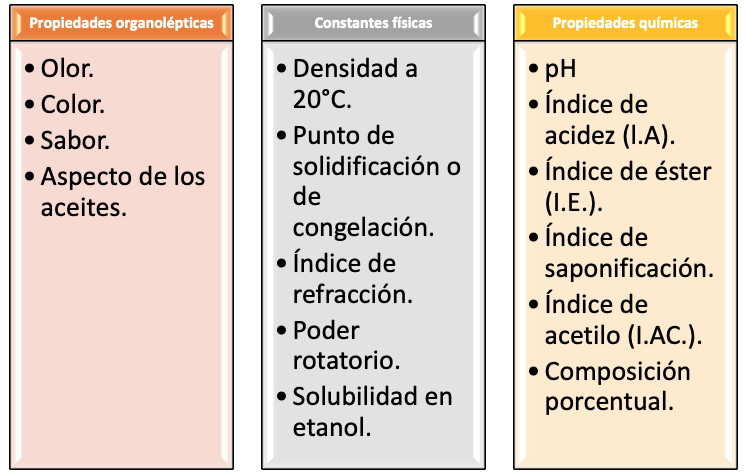 Propiedades organolépticas
• Olor.
• Color.
• Sabor.
• Aspecto de los
aceites.
Constantes físicas
• Densidad a
20°C.
• Punto de
solidificación o
de
congelación.
• Índice de
refracción.
• Poder
rotatorio.
• Solubilidad en
etanol.
Propiedades químicas
• pH
• Índice de
acidez (I.A).
• Índice de éster
(I.E.).
• Índice de
saponificación.
• Índice de
acetilo (I.AC.).
• Composición
porcentual.